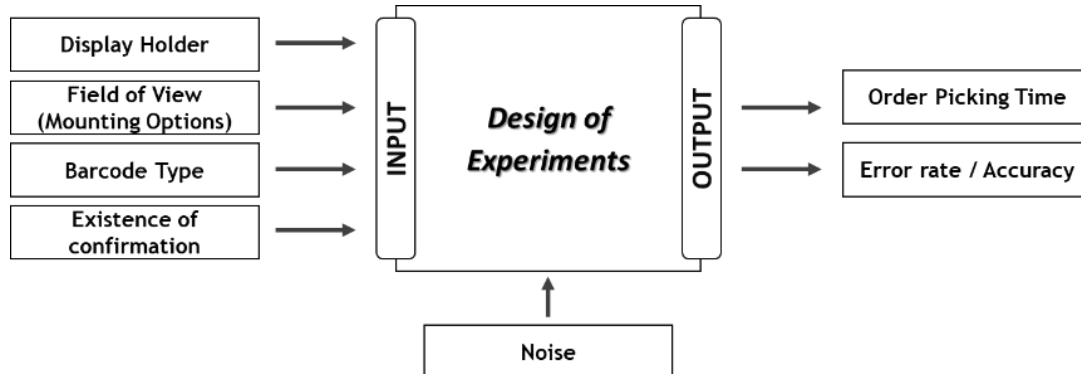 Display Holder
Field of View
(Mounting Options)
Barcode Type
Existence of
confirmation
INPUT
Design of
Experiments
OUTPUT
Order Picking Time
Error rate / Accuracy
Noise